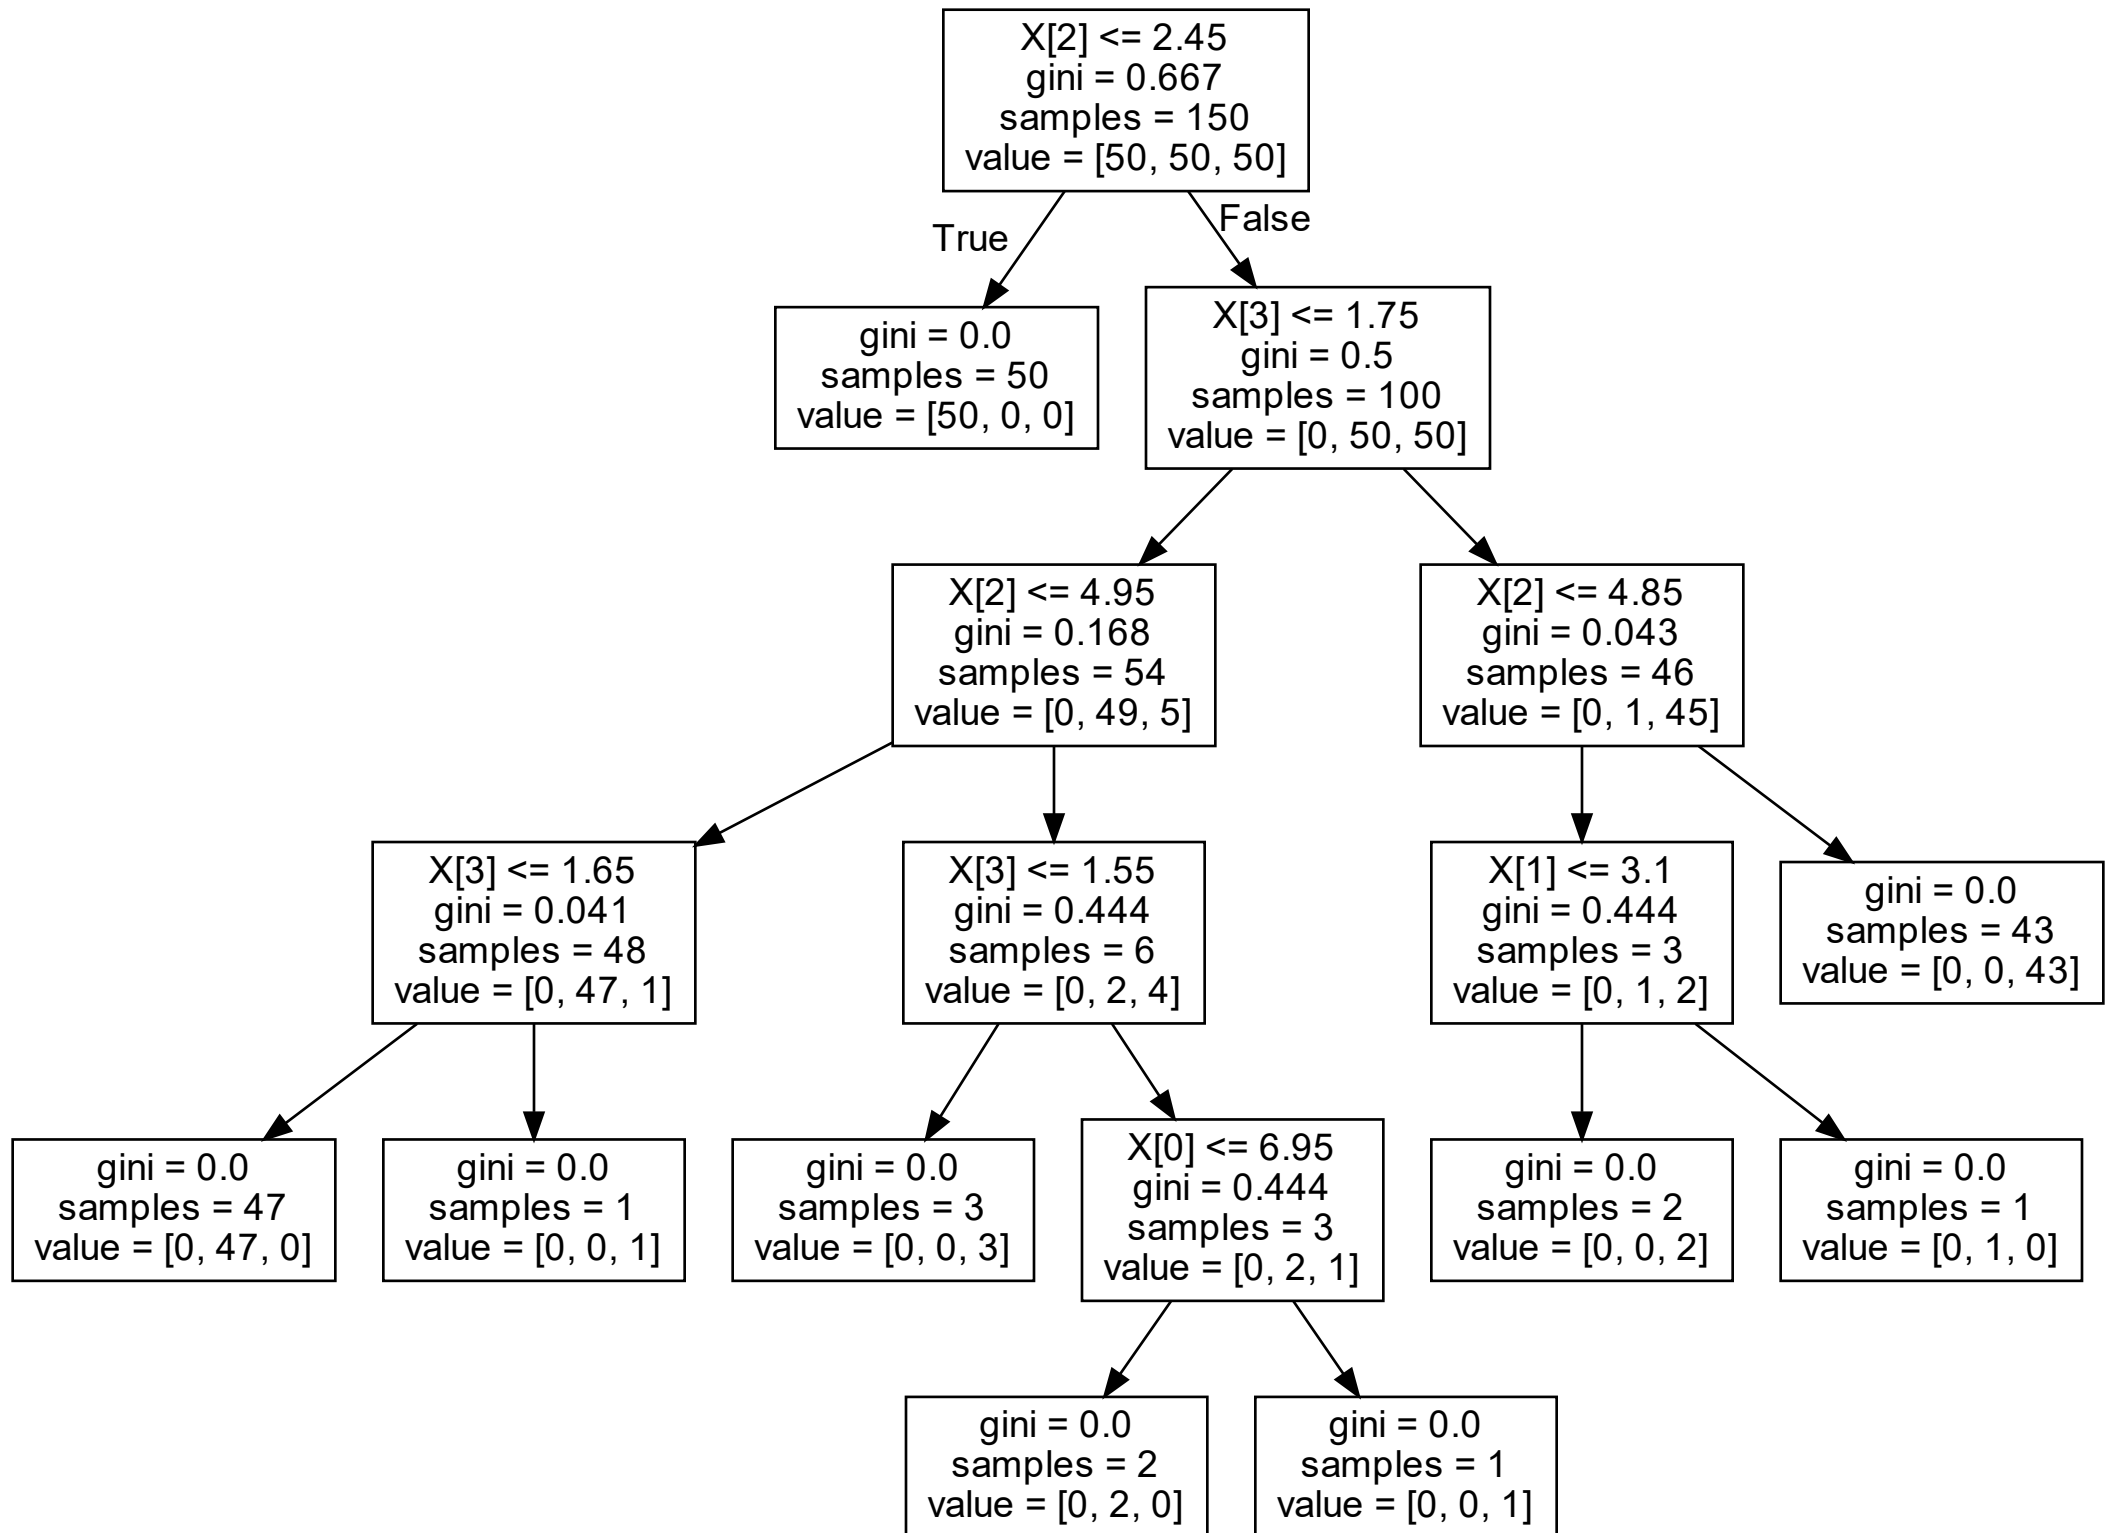 X[2] <= 2.45
gini = 0.667
samples = 150
value = [50, 50, 50]
True
False
gini = 0.0
samples = 50
value = [50, 0, 0]
X[3] <= 1.75
gini = 0.5
samples = 100
value = [0, 50, 50]
X[2] <= 4.95
gini = 0.168
samples = 54
value = [0, 49, 5]
X[2] <= 4.85
gini = 0.043
samples = 46
value = [0, 1, 45]
X[3] <= 1.65
gini = 0.041
samples = 48
value = [0, 47, 1]
X[3] <= 1.55
gini = 0.444
samples = 6
value = [0, 2, 4]
X[1] <= 3.1
gini = 0.444
samples = 3
value = [0, 1, 2]
gini = 0.0
samples = 43
value = [0, 0, 43]
gini = 0.0
samples = 47
value = [0, 47, 0]
gini = 0.0
samples = 1
value = [0, 0, 1]
gini = 0.0
samples = 3
value = [0, 0, 3]
X[0] <= 6.95
gini = 0.444
samples = 3
value = [0, 2, 1]
gini = 0.0
samples = 2
value = [0, 0, 2]
gini = 0.0
samples = 1
value = [0, 1, 0]
gini = 0.0
samples = 2
value = [0, 2, 0]
gini = 0.0
samples = 1
value = [0, 0, 1]